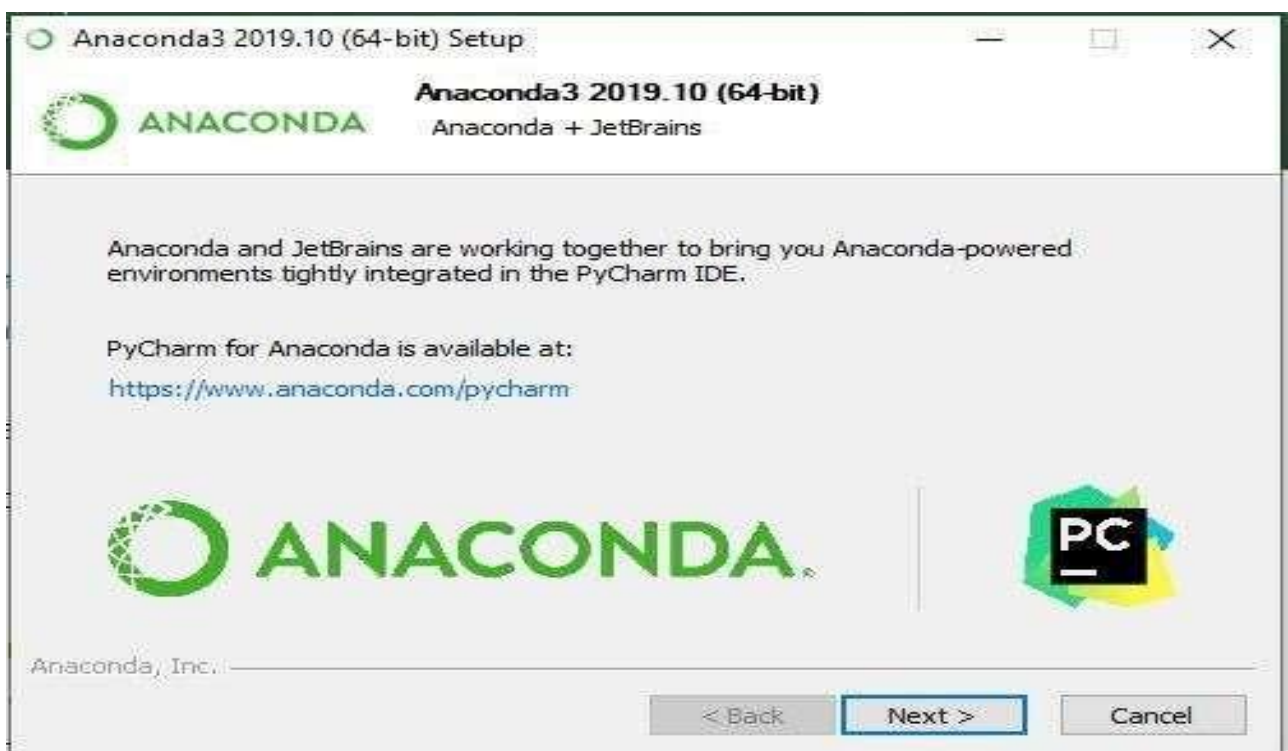 Anaconda3 2019.10 (64-bit) Setup
ANACONDA
Anaconda3 2019.10 (64-bit)
Anaconda + JetBrains
Anaconda and JetBrains are working together to bring you Anaconda-powered
environments tightly integrated in the PyCharm IDE.
PyCharm for Anaconda is available at:
https://www.anaconda.com/pycharm
ANACONDA®
PC
Anaconda, Inc.
< Back Next > Cancel